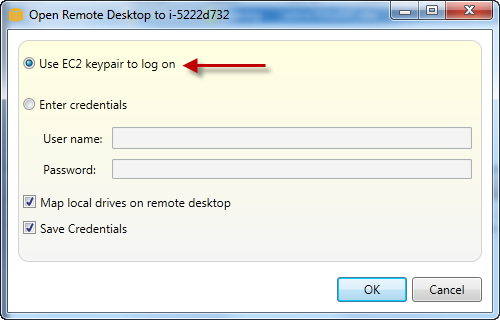 Open Remote Desktop to i-5222d732
Use EC2 keypair to log on
Enter credentials
User name:
Password:
Map local drives on remote desktop
Save Credentials
OK
Cancel